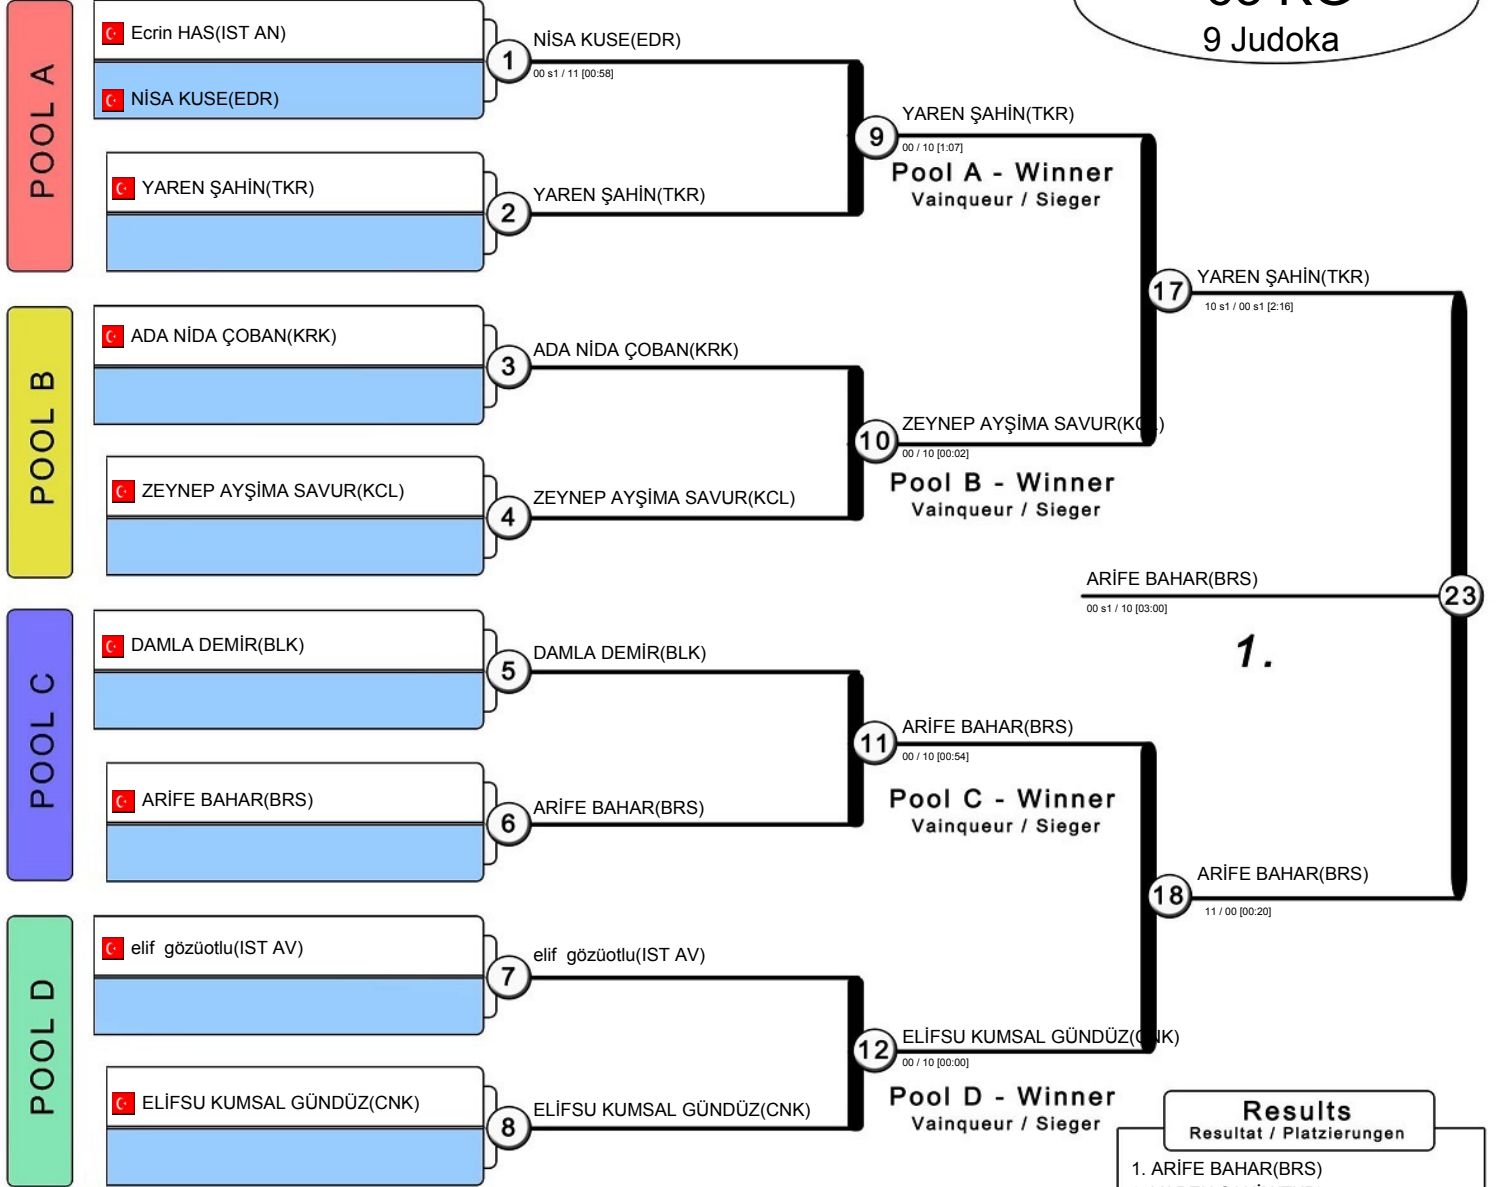 9 Judoka
POOL A
Ecrin HAS(IST AN)
NİSA KUSE(EDR)
1
NİSA KUSE(EDR)
00 s1 / 11 [00:58]
YAREN ŞAHİN(TKR)
2
YAREN ŞAHİN(TKR)
9
YAREN ŞAHİN(TKR)
00 / 10 [1:07]
Pool A - Winner
Vainqueur / Sieger
POOL B
ADA NİDA ÇOBAN(KRK)
3
ADA NİDA ÇOBAN(KRK)
ZEYNEP AYŞİMA SAVUR(KCL)
4
ZEYNEP AYŞİMA SAVUR(KCL)
10
ZEYNEP AYŞİMA SAVUR(KCL)
00 / 10 [00:02]
Pool B - Winner
Vainqueur / Sieger
17
YAREN ŞAHİN(TKR)
10 s1 / 00 s1 [2:16]
ARİFE BAHAR(BRS)
00 s1 / 10 [03:00]
23
1.
POOL C
DAMLA DEMİR(BLK)
5
DAMLA DEMİR(BLK)
ARİFE BAHAR(BRS)
6
ARİFE BAHAR(BRS)
11
ARİFE BAHAR(BRS)
00 / 10 [00:54]
Pool C - Winner
Vainqueur / Sieger
18
ARİFE BAHAR(BRS)
11 / 00 [00:20]
POOL D
elif  gözüotlu(IST AV)
7
elif  gözüotlu(IST AV)
ELİFSU KUMSAL GÜNDÜZ(CNK)
8
ELİFSU KUMSAL GÜNDÜZ(CNK)
12
ELİFSU KUMSAL GÜNDÜZ(CNK)
00 / 10 [00:00]
Pool D - Winner
Vainqueur / Sieger
Results
Resultat / Platzierungen
1. ARİFE BAHAR(BRS)